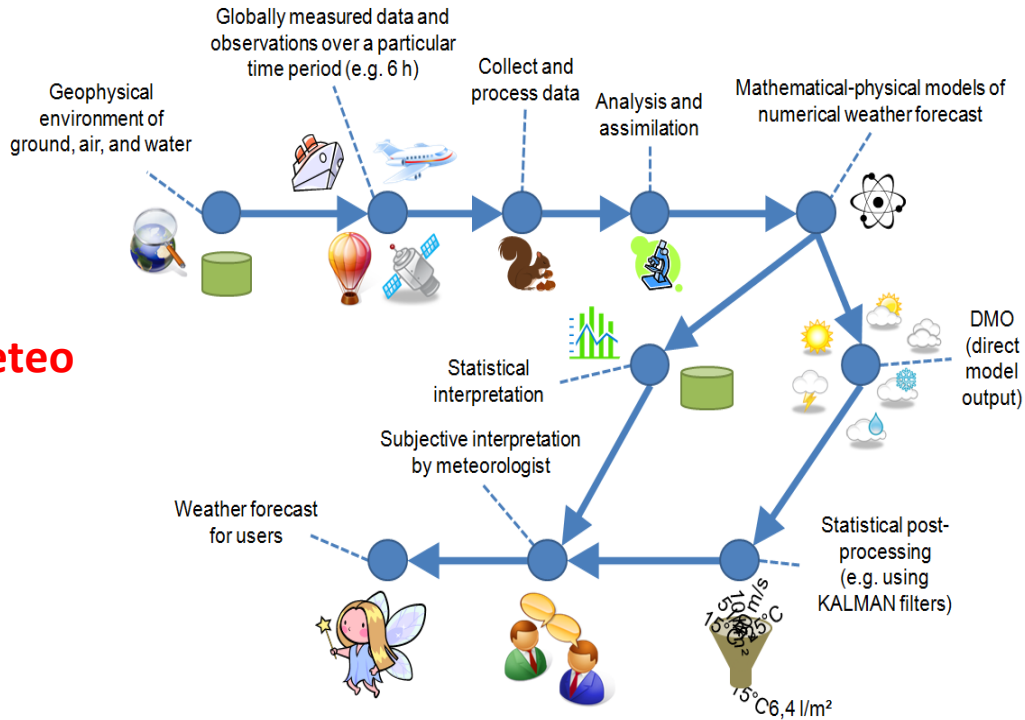 Globally measured data and
observations over a particular
time period (e.g. 6 h)
Geophysical
environment of
ground, air, and water
Collect and
process data
Analysis and
assimilation
Mathematical-physical models of
numerical weather forecast
eteo
Statistical
interpretation
DMO
(direct
model
output)
Subjective interpretation
by meteorologist
Weather forecast
for users
Statistical post-
processing
(e.g. using
KALMAN filters)
m/s
15°C
15°C
6,4 l/m²